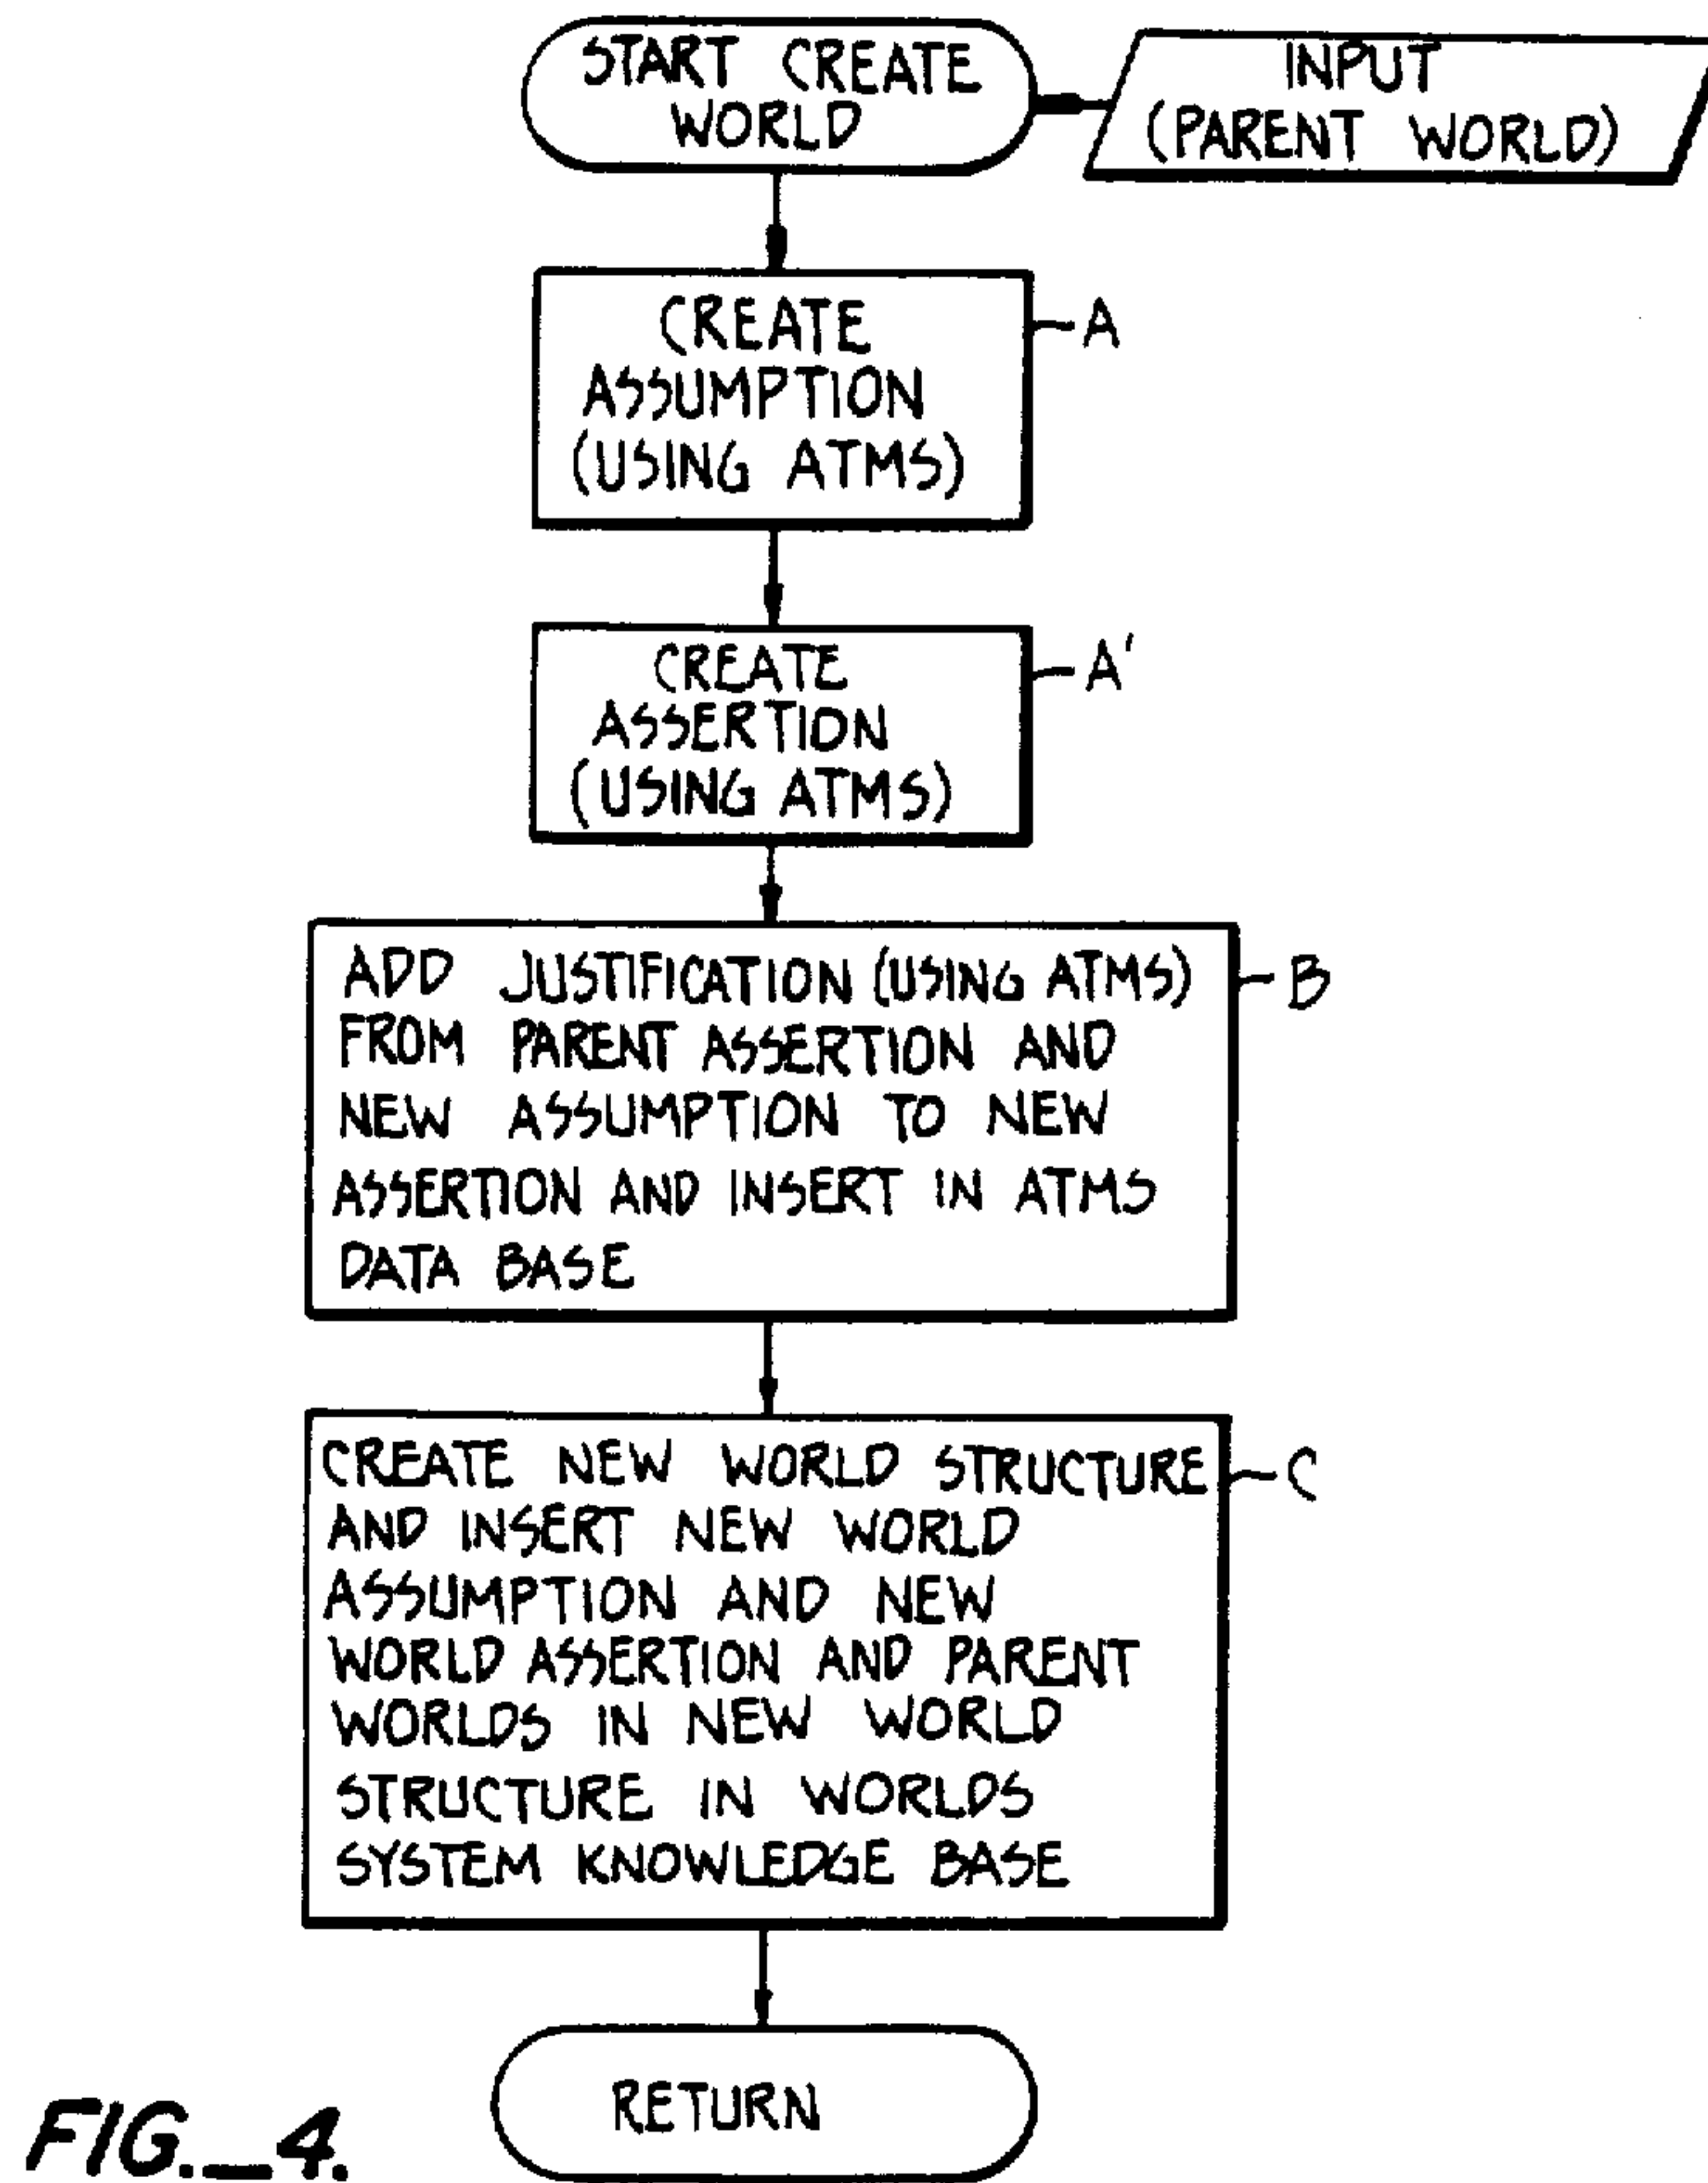 START CREATE
WORLD
INPUT
(PARENT WORLD)
CREATE
ASSUMPTION
(USING ATMS)
A
CREATE
ASSERTION
(USING ATMS)
A'
ADD JUSTIFICATION (USING ATMS)
FROM PARENT ASSERTION AND
NEW ASSUMPTION TO NEW
ASSERTION AND INSERT IN ATMS
DATA BASE
B
CREATE NEW WORLD STRUCTURE
AND INSERT NEW WORLD
ASSUMPTION AND NEW
WORLD ASSERTION AND PARENT
WORLDS IN NEW WORLD
STRUCTURE IN WORLDS
SYSTEM KNOWLEDGE BASE
C
RETURN
FIG._4.